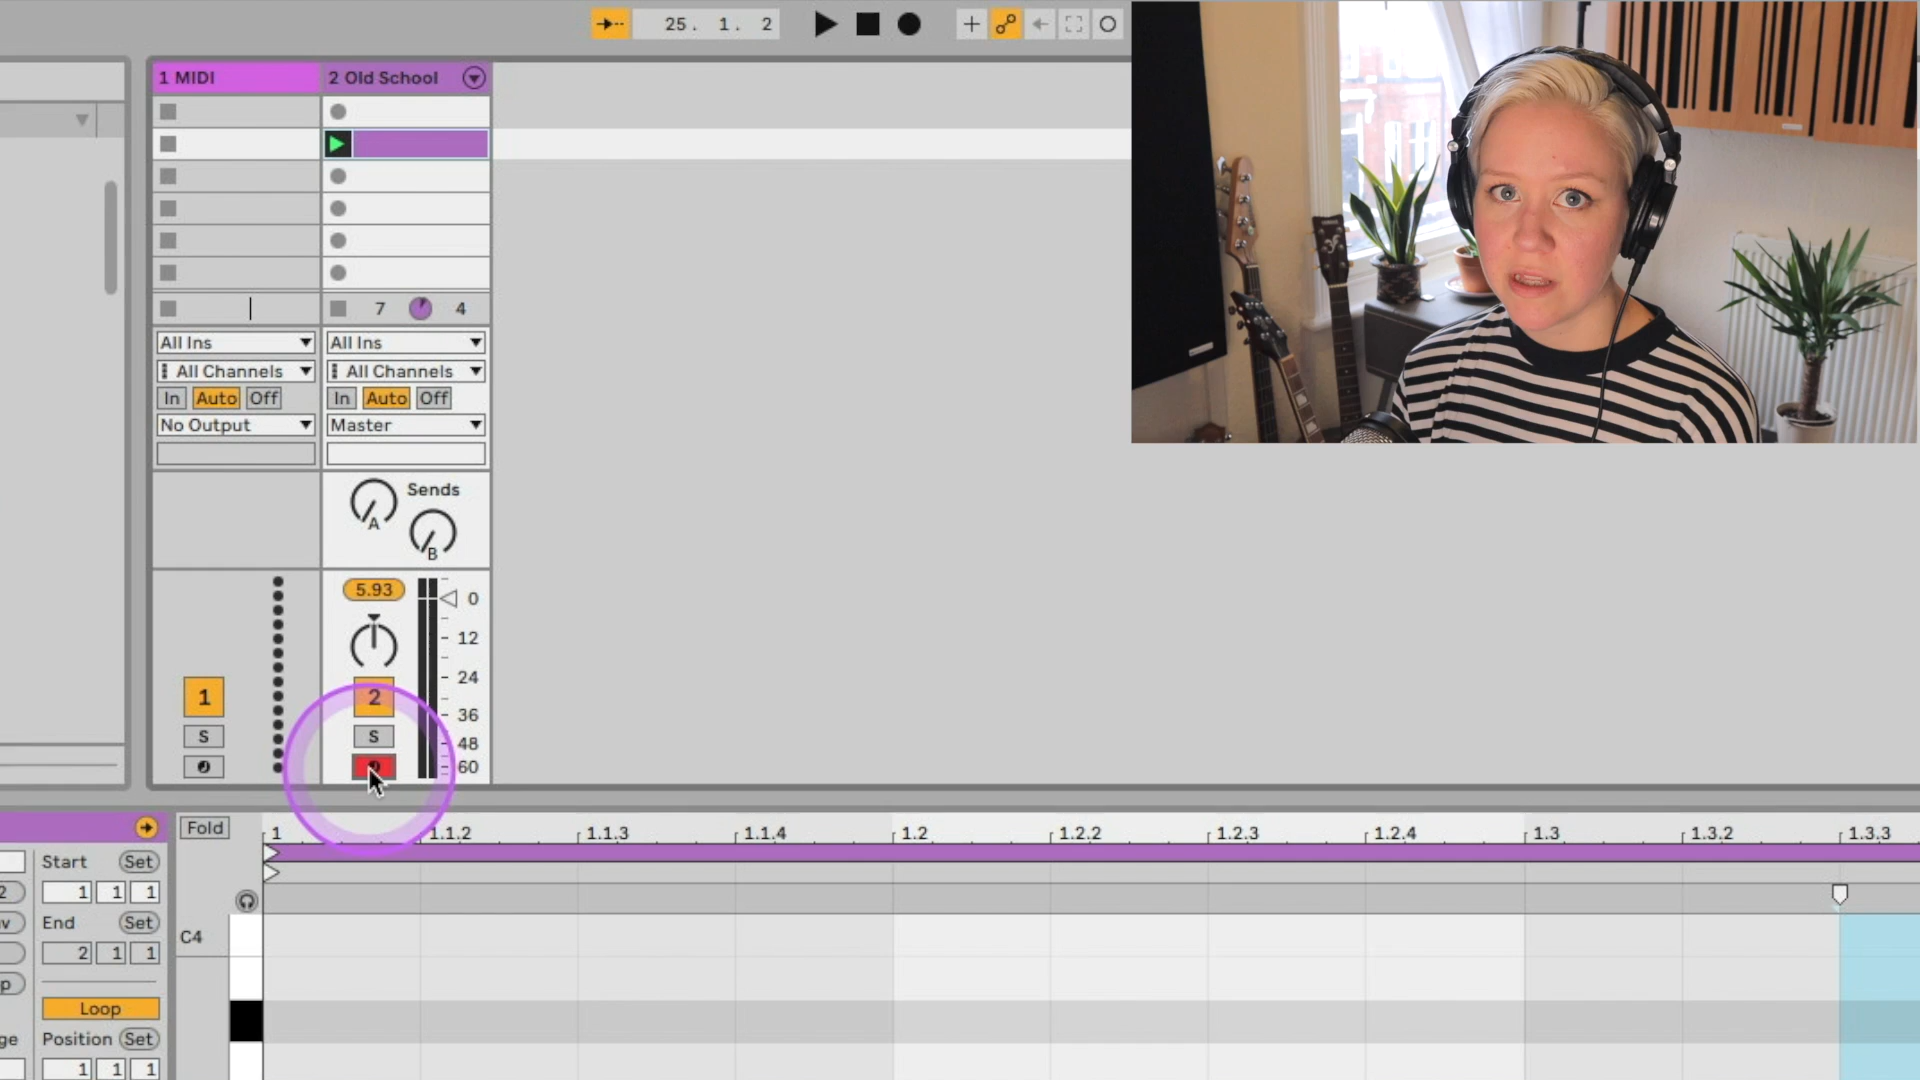 25. 1. 2
1 MIDI
2 Old School
7 4
All Ins
All Ins
All Channels
All Channels
In Auto Off
In Auto Off
No Output
Master
Sends
A
B
5.93
0
12
24
36
48
60
1
2
S
S
Fold
1 1.1.2 1.1.3 1.1.4 1.2 1.2.2 1.2.3 1.2.4 1.3 1.3.2 1.3.3
Start Set
1 1 1
End Set
2 1 1
Loop
Position Set
1 1 1
C4